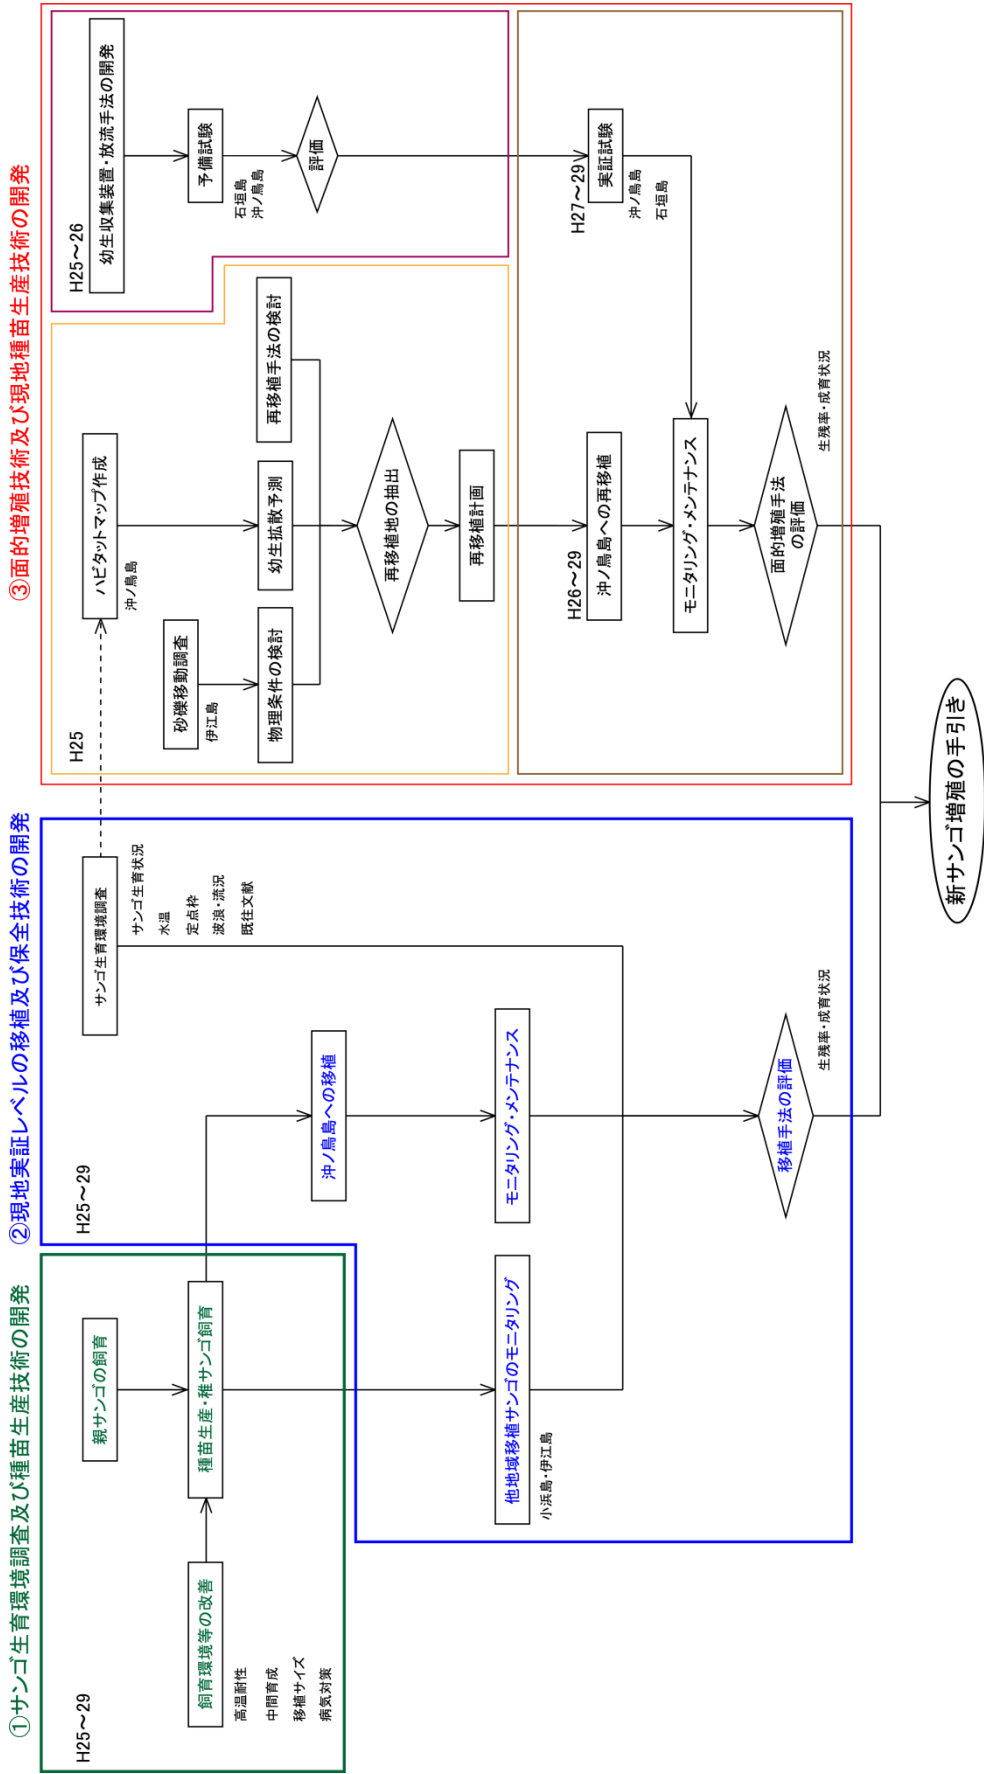 ①サンゴ生育環境調査及び種苗生産技術の開発
H25～29
親サンゴの飼育
飼育環境等の改善
高温耐性
中間育成
移植サイズ
病気対策
種苗生産・稚サンゴ飼育
②現地実証レベルの移植及び保全技術の開発
H25～29
サンゴ生育環境調査
サンゴ生育状況
水温
定点枠
波浪・流況
既往文献
沖ノ鳥島への移植
他地域移植サンゴのモニタリング
小浜島・伊江島
モニタリング・メンテナンス
移植手法の評価
生残率・成育状況
③面的増殖技術及び現地種苗生産技術の開発
H25
ハビタットマップ作成
沖ノ鳥島
砂礫移動調査
伊江島
物理条件の検討
幼生拡散予測
再移植手法の検討
再移植地の抽出
再移植計画
H25～26
幼生収集装置・放流手法の開発
予備試験
石垣島
沖ノ鳥島
評価
H26～29
沖ノ鳥島への再移植
H27～29
実証試験
沖ノ鳥島
石垣島
モニタリング・メンテナンス
面的増殖手法
の評価
生残率・成育状況
新サンゴ増殖の手引き